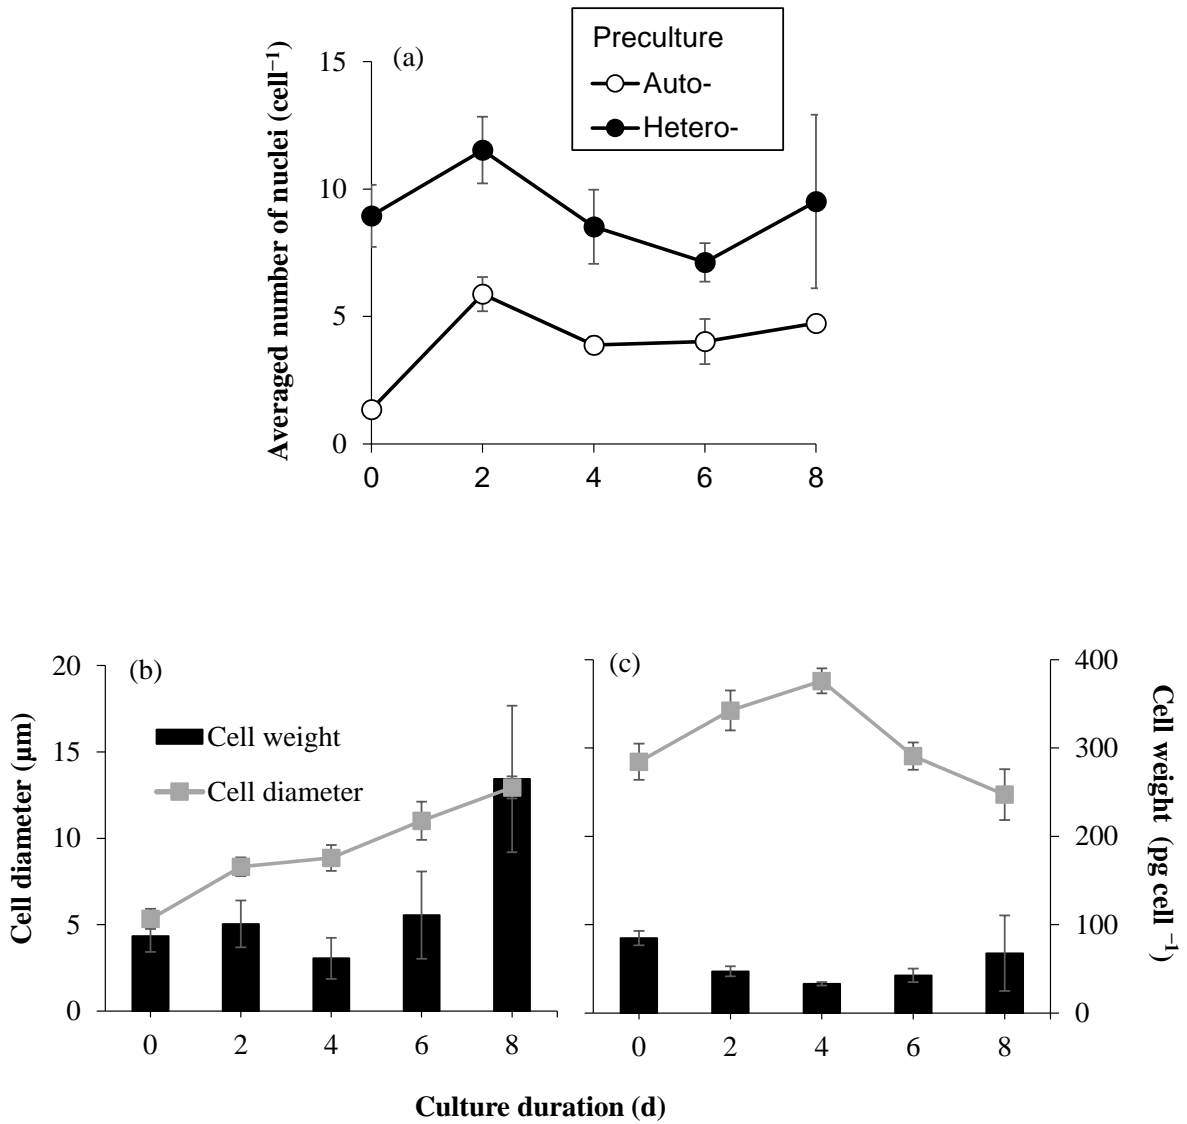 Preculture
Auto-
Hetero-
(a)
Averaged number of nuclei (cell⁻¹)
15
10
5
0
0 2 4 6 8
(b)
Cell weight
Cell diameter
Cell diameter (µm)
20
15
10
5
0
0 2 4 6 8
(c)
400
300
200
100
0
Cell weight (pg cell ⁻¹)
0 2 4 6 8
Culture duration (d)